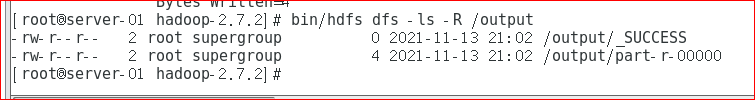 Bytes Written=4
[root@server-01 hadoop-2.7.2]# bin/hdfs dfs -ls -R /output
-rw-r--r--   2 root supergroup          0 2021-11-13 21:02 /output/_SUCCESS
-rw-r--r--   2 root supergroup          4 2021-11-13 21:02 /output/part-r-00000
[root@server-01 hadoop-2.7.2]#